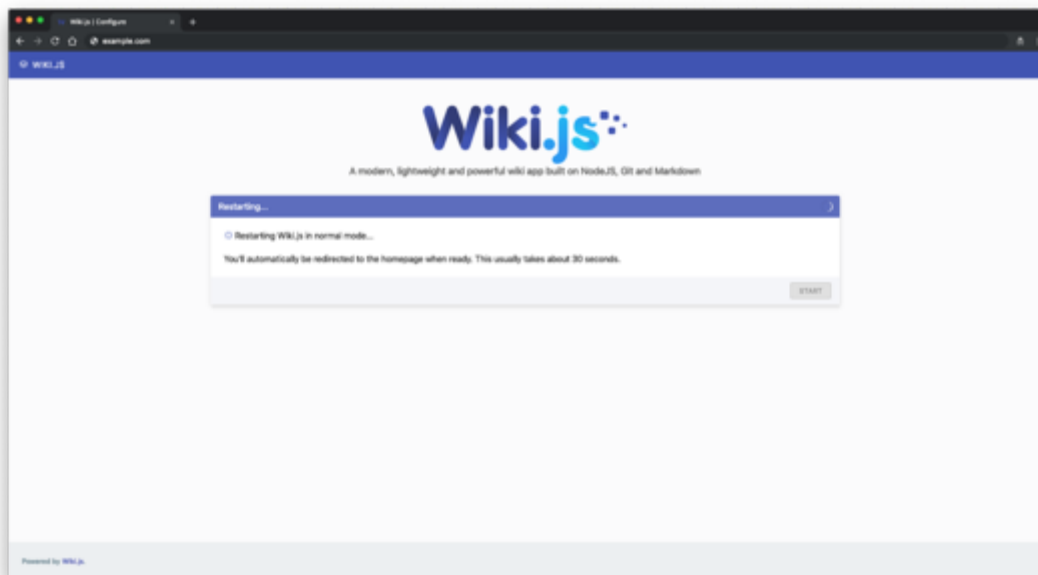 Wiki.js | Configure
example.com
WIKI.JS
Wiki.js
A modern, lightweight and powerful wiki app built on NodeJS, Git and Markdown
Restarting...
Restarting Wiki.js in normal mode...
You'll automatically be redirected to the homepage when ready. This usually takes about 30 seconds.
START
Powered by Wiki.js.